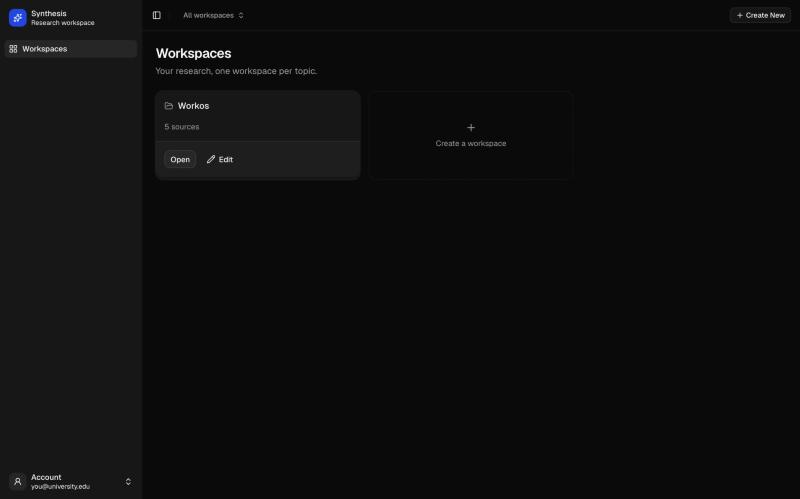 Synthesis
Research workspace
All workspaces
Create New
Workspaces
Workspaces
Your research, one workspace per topic.
Workos
5 sources
Open
Edit
Create a workspace
Account
you@university.edu